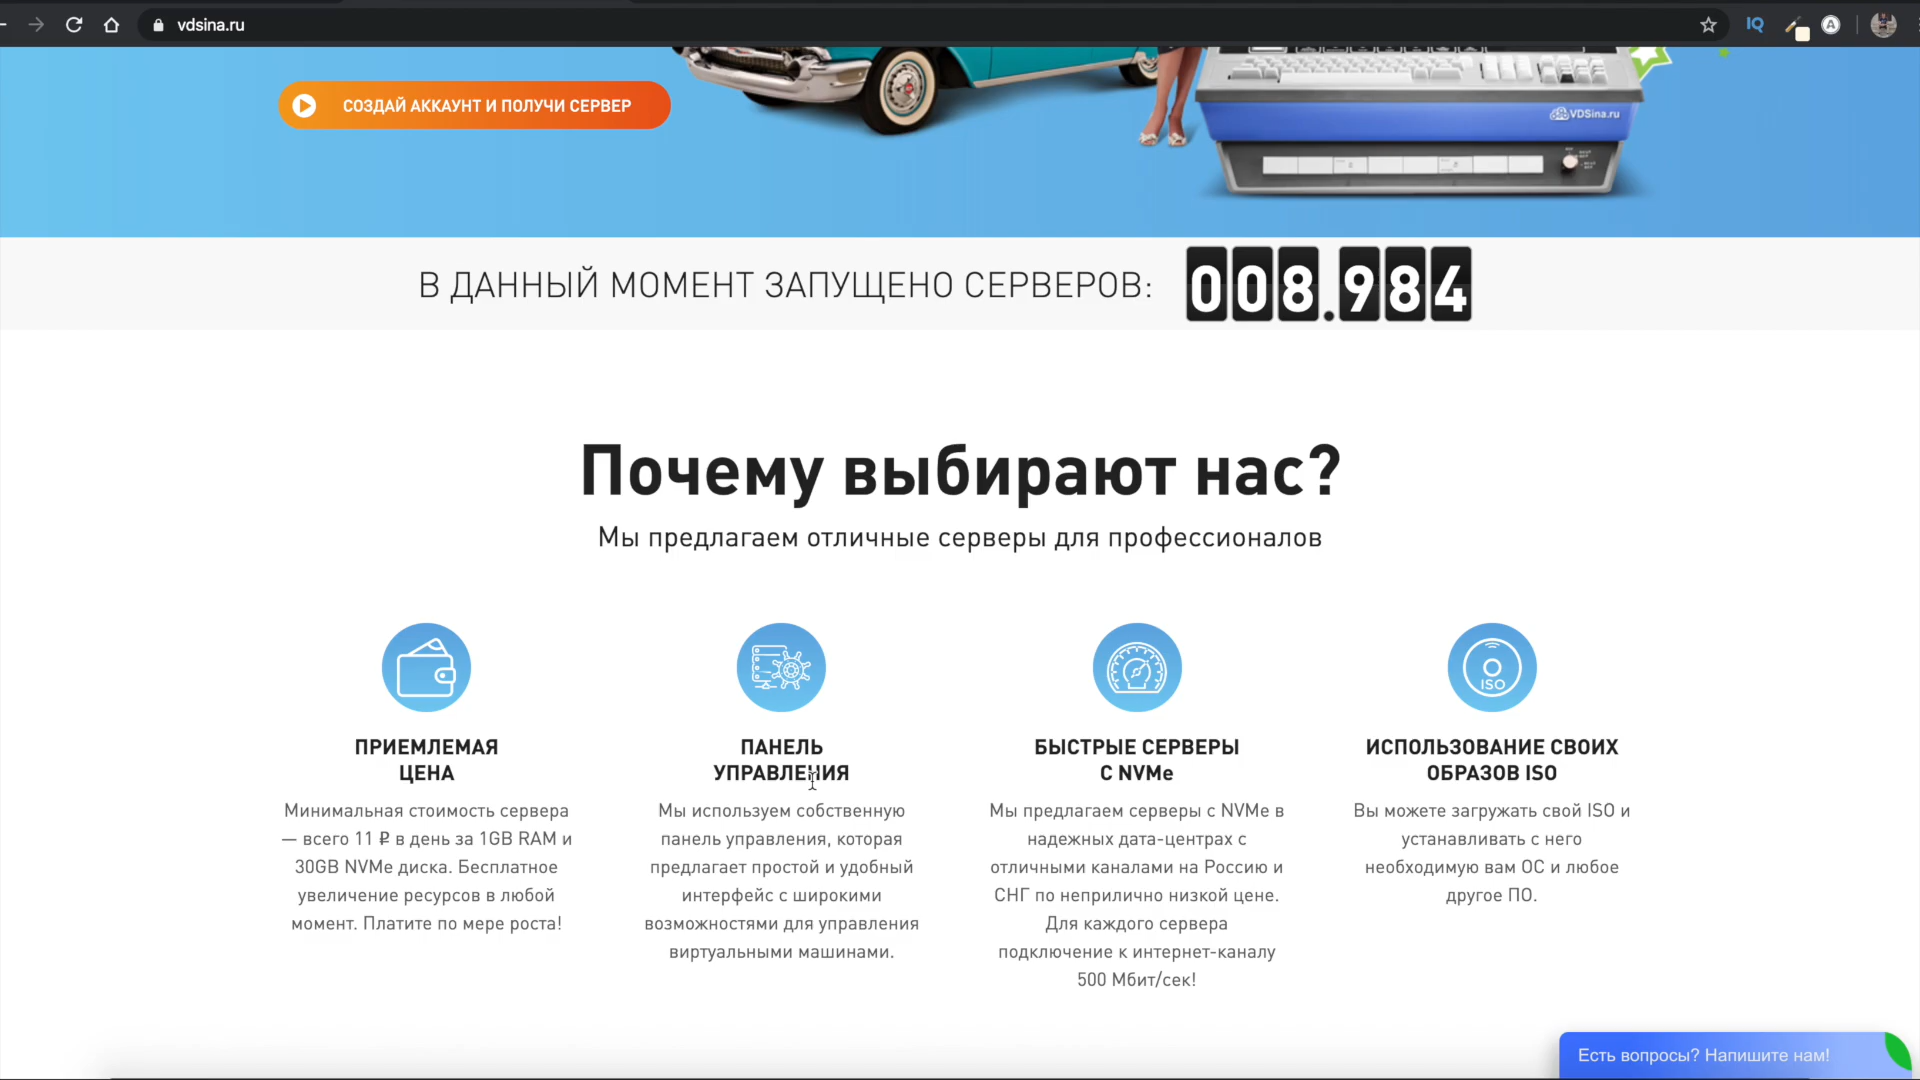 vdsina.ru
IQ
A
СОЗДАЙ АККАУНТ И ПОЛУЧИ СЕРВЕР
VDSina.ru
В ДАННЫЙ МОМЕНТ ЗАПУЩЕНО СЕРВЕРОВ: 008.984
Почему выбирают нас?
Мы предлагаем отличные серверы для профессионалов
ПРИЕМЛЕМАЯ
ЦЕНА
Минимальная стоимость сервера
— всего 11 ₽ в день за 1GB RAM и
30GB NVMe диска. Бесплатное
увеличение ресурсов в любой
момент. Платите по мере роста!
ПАНЕЛЬ
УПРАВЛЕНИЯ
Мы используем собственную
панель управления, которая
предлагает простой и удобный
интерфейс с широкими
возможностями для управления
виртуальными машинами.
БЫСТРЫЕ СЕРВЕРЫ
С NVMe
Мы предлагаем серверы с NVMe в
надежных дата-центрах с
отличными каналами на Россию и
СНГ по неприлично низкой цене.
Для каждого сервера
подключение к интернет-каналу
500 Мбит/сек!
ISO
ИСПОЛЬЗОВАНИЕ СВОИХ
ОБРАЗОВ ISO
Вы можете загружать свой ISO и
устанавливать с него
необходимую вам ОС и любое
другое ПО.
Есть вопросы? Напишите нам!